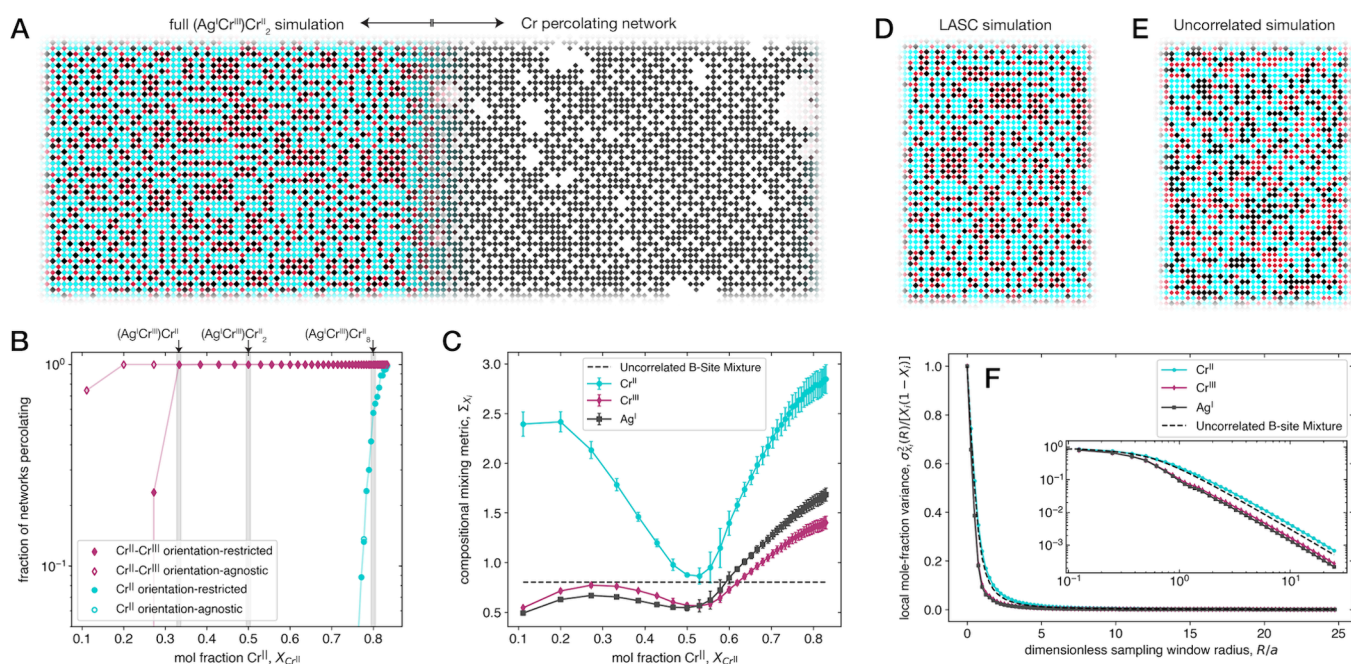 A
full (AgᴵCrᴵᴵᴵ)Crᴵᴵ₂ simulation
Cr percolating network
D
LASC simulation
E
Uncorrelated simulation
B
(AgᴵCrᴵᴵᴵ)Crᴵᴵ
(AgᴵCrᴵᴵᴵ)Crᴵᴵ₂
(AgᴵCrᴵᴵᴵ)Crᴵᴵ₈
fraction of networks percolating
10⁰
10⁻¹
Crᴵᴵ-Crᴵᴵᴵ orientation-restricted
Crᴵᴵ-Crᴵᴵᴵ orientation-agnostic
Crᴵᴵ orientation-restricted
Crᴵᴵ orientation-agnostic
0.1 0.2 0.3 0.4 0.5 0.6 0.7 0.8
mol fraction Crᴵᴵ, X_Crᴵᴵ
C
compositional mixing metric, Σ_Xᵢ
3.0
2.5
2.0
1.5
1.0
0.5
Uncorrelated B-Site Mixture
Crᴵᴵ
Crᴵᴵᴵ
Agᴵ
0.1 0.2 0.3 0.4 0.5 0.6 0.7 0.8
mol fraction Crᴵᴵ, X_Crᴵᴵ
F
local mole-fraction variance, σ²_Xᵢ(R)/[Xᵢ(1 − Xᵢ)]
1.0
0.8
0.6
0.4
0.2
0.0
Crᴵᴵ
Crᴵᴵᴵ
Agᴵ
Uncorrelated B-site Mixture
10⁰
10⁻¹
10⁻²
10⁻³
10⁻¹ 10⁰ 10¹
0 5 10 15 20 25
dimensionless sampling window radius, R/a